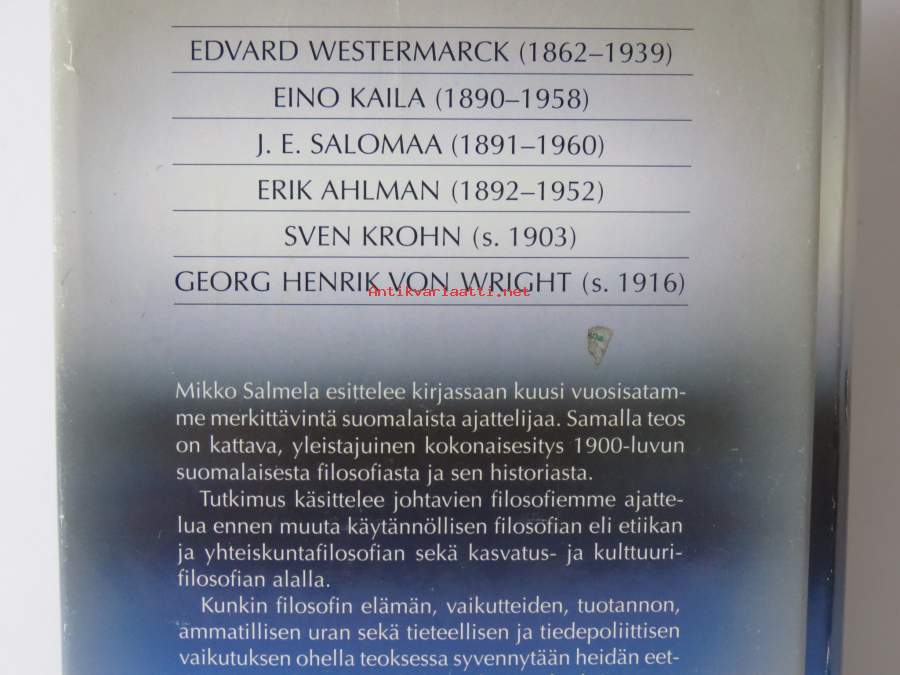 EDVARD WESTERMARCK (1862–1939)
EINO KAILA (1890–1958)
J. E. SALOMAA (1891–1960)
ERIK AHLMAN (1892–1952)
SVEN KROHN (s. 1903)
GEORG HENRIK VON WRIGHT (s. 1916)
Antikvariaatti.net
Mikko Salmela esittelee kirjassaan kuusi vuosisatam-
me merkittävintä suomalaista ajattelijaa. Samalla teos
on kattava, yleistajuinen kokonaisesitys 1900-luvun
suomalaisesta filosofiasta ja sen historiasta.
Tutkimus käsittelee johtavien filosofiemme ajatte-
lua ennen muuta käytännöllisen filosofian eli etiikan
ja yhteiskuntafilosofian sekä kasvatus- ja kulttuuri-
filosofian alalla.
Kunkin filosofin elämän, vaikutteiden, tuotannon,
ammatillisen uran sekä tieteellisen ja tiedepoliittisen
vaikutuksen ohella teoksessa syvennytään heidän eet-